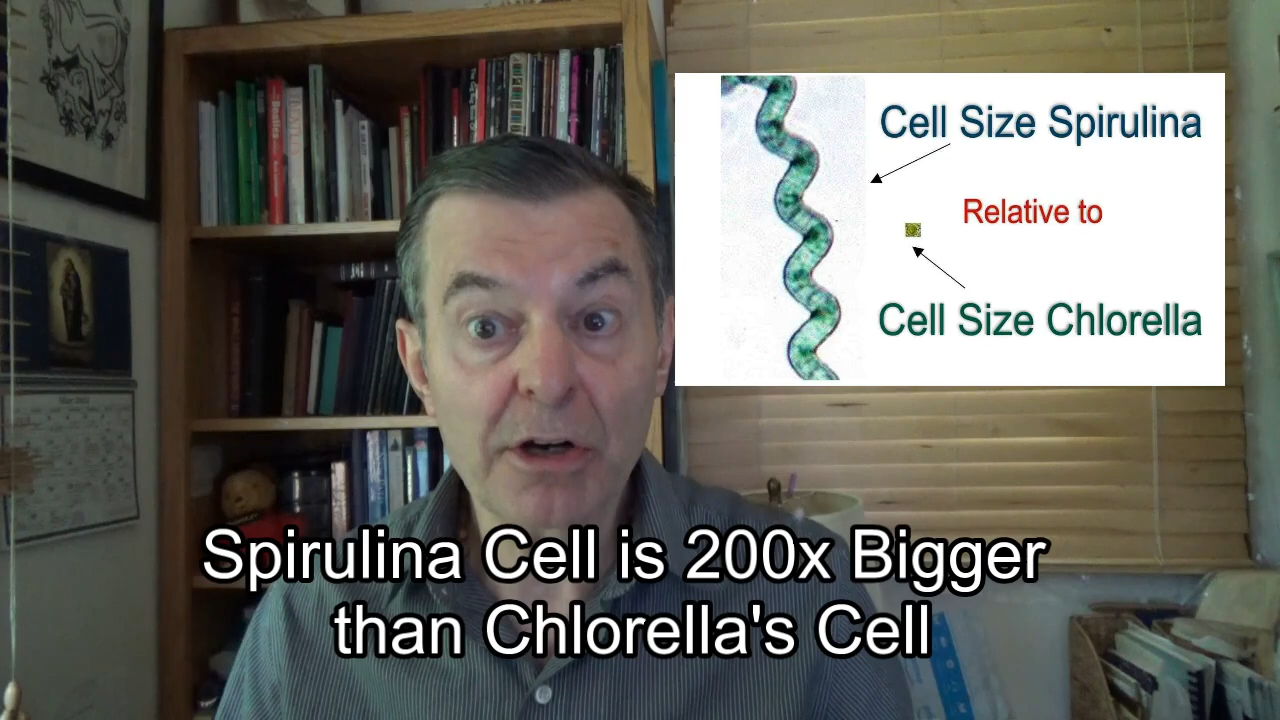 Cell Size Spirulina
Relative to
Cell Size Chlorella
Spirulina Cell is 200x Bigger
than Chlorella's Cell